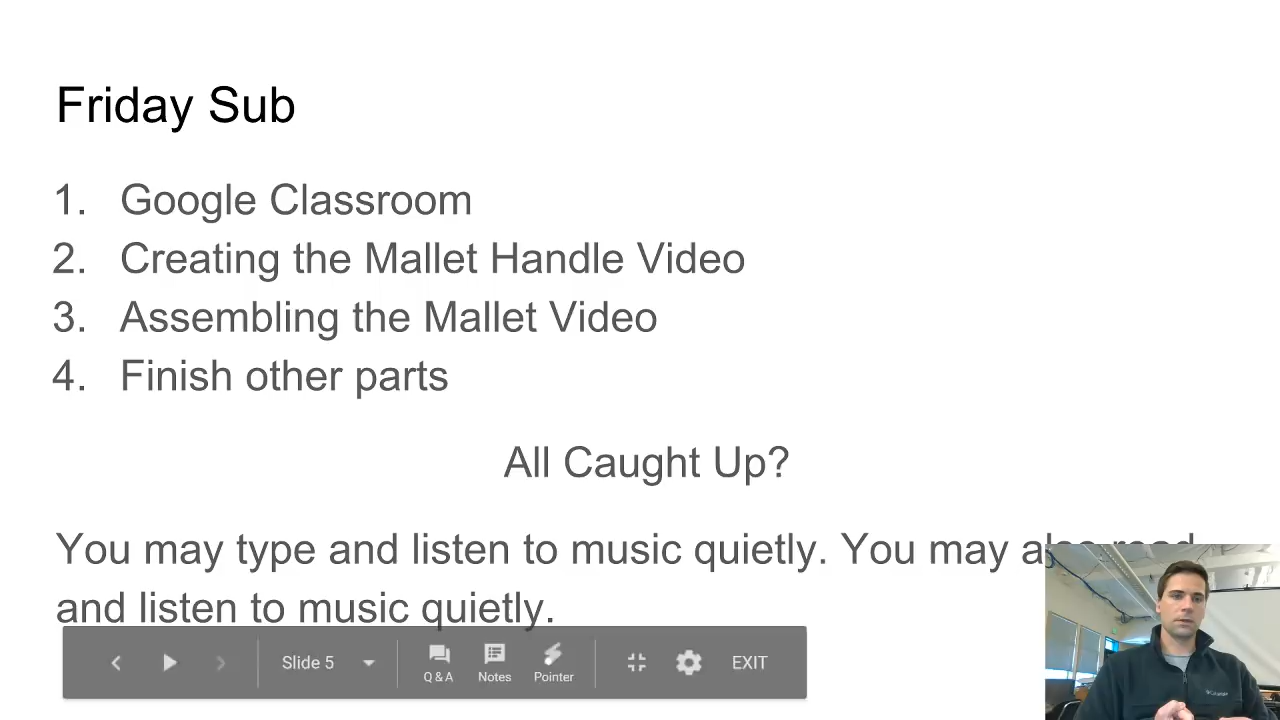 Friday Sub
1. Google Classroom
2. Creating the Mallet Handle Video
3. Assembling the Mallet Video
4. Finish other parts
All Caught Up?
You may type and listen to music quietly. You may also read
and listen to music quietly.
Slide 5
Q & A
Notes
Pointer
EXIT